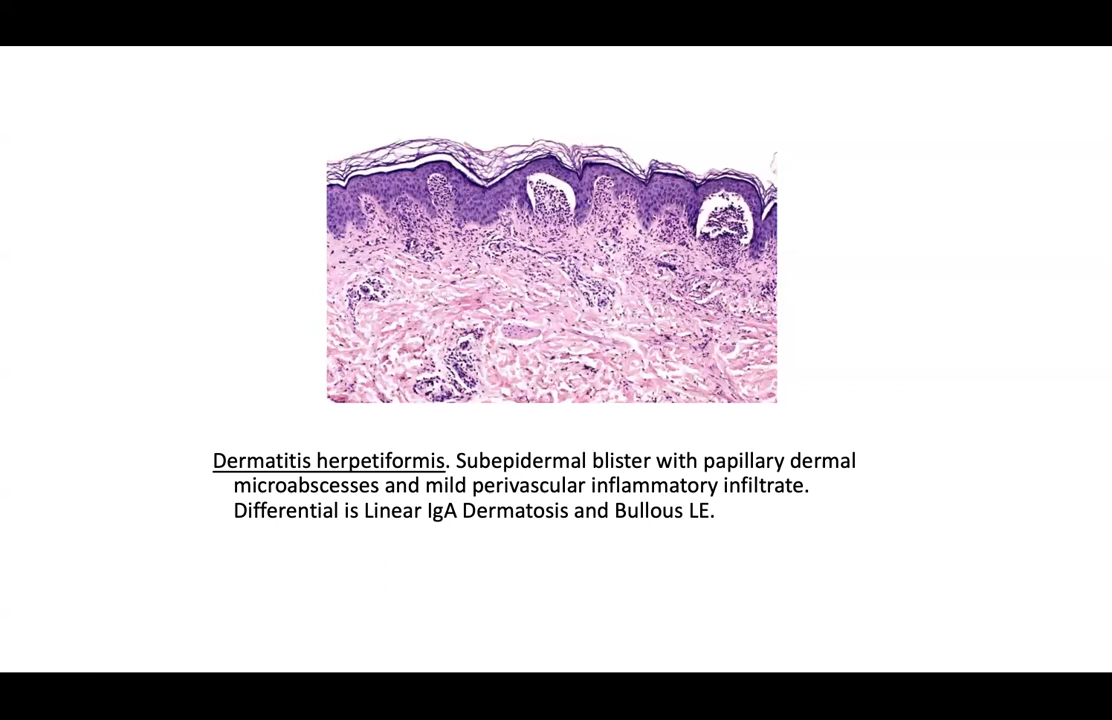 Dermatitis herpetiformis. Subepidermal blister with papillary dermal
microabscesses and mild perivascular inflammatory infiltrate.
Differential is Linear IgA Dermatosis and Bullous LE.